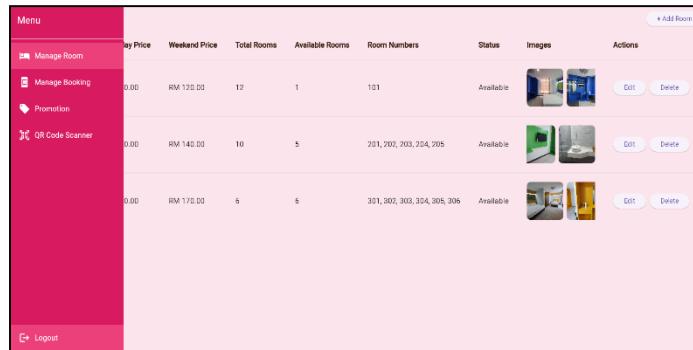 Menu
+ Add Room
Manage Room
Manage Booking
Promotion
QR Code Scanner
Logout
ay Price Weekend Price Total Rooms Available Rooms Room Numbers Status Images Actions
0.00 RM 120.00 12 1 101 Available Edit Delete
0.00 RM 140.00 10 5 201, 202, 203, 204, 205 Available Edit Delete
0.00 RM 170.00 6 6 301, 302, 303, 304, 305, 306 Available Edit Delete